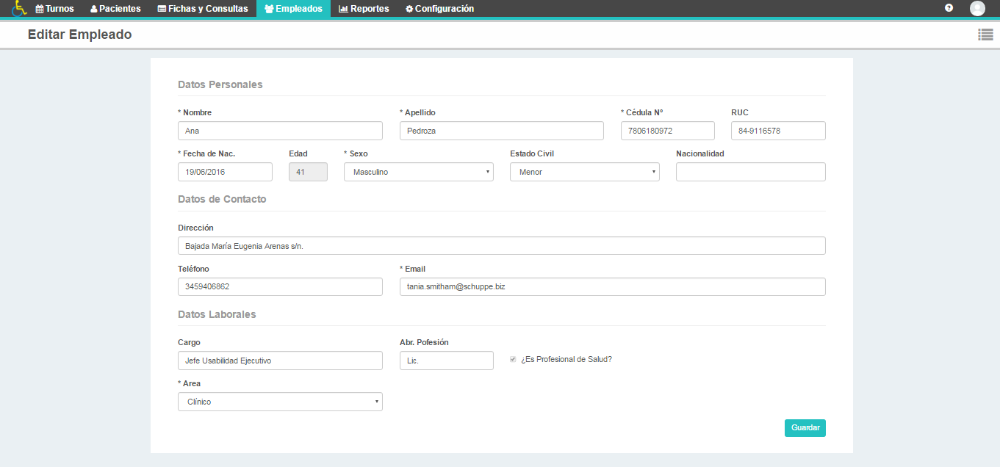 Turnos Pacientes Fichas y Consultas Empleados Reportes Configuración ?
Editar Empleado
Datos Personales
* Nombre * Apellido * Cédula Nº RUC
Ana Pedroza 7806180972 84-9116578
* Fecha de Nac. Edad * Sexo Estado Civil Nacionalidad
19/06/2016 41 Masculino Menor
Datos de Contacto
Dirección
Bajada María Eugenia Arenas s/n.
Teléfono * Email
3459406862 tania.smitham@schuppe.biz
Datos Laborales
Cargo Abr. Pofesión
Jefe Usabilidad Ejecutivo Lic. ¿Es Profesional de Salud?
* Area
Clínico
Guardar